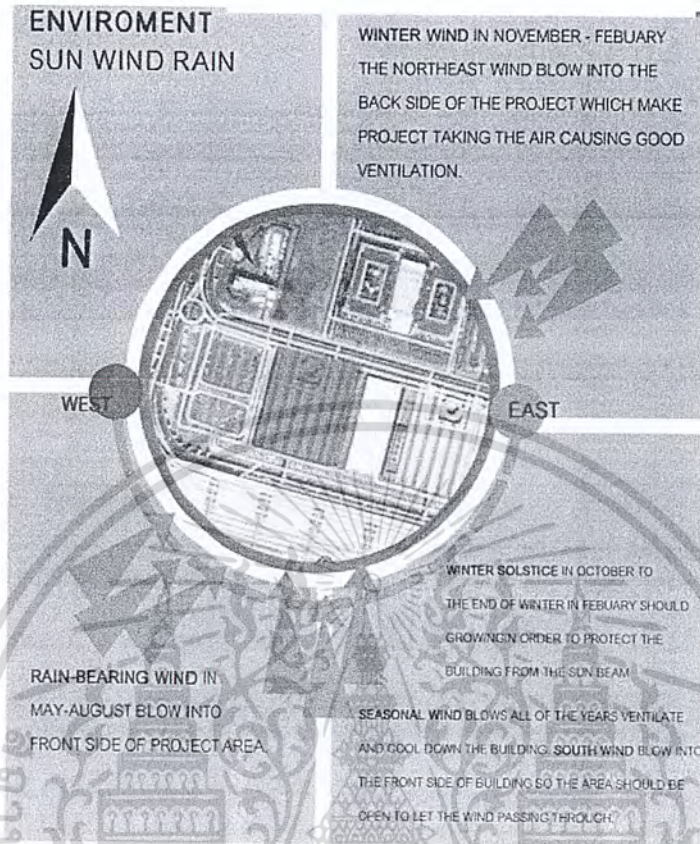 ENVIROMENT
SUN WIND RAIN
N
WINTER WIND IN NOVEMBER - FEBUARY
THE NORTHEAST WIND BLOW INTO THE
BACK SIDE OF THE PROJECT WHICH MAKE
PROJECT TAKING THE AIR CAUSING GOOD
VENTILATION.
WEST
EAST
RAIN-BEARING WIND IN
MAY-AUGUST BLOW INTO
FRONT SIDE OF PROJECT AREA.
WINTER SOLSTICE IN OCTOBER TO
THE END OF WINTER IN FEBUARY SHOULD
GROWINGIN ORDER TO PROTECT THE
BUILDING FROM THE SUN BEAM
SEASONAL WIND BLOWS ALL OF THE YEARS VENTILATE
AND COOL DOWN THE BUILDING. SOUTH WIND BLOW INTO
THE FRONT SIDE OF BUILDING SO THE AREA SHOULD BE
OPEN TO LET THE WIND PASSING THROUGH.